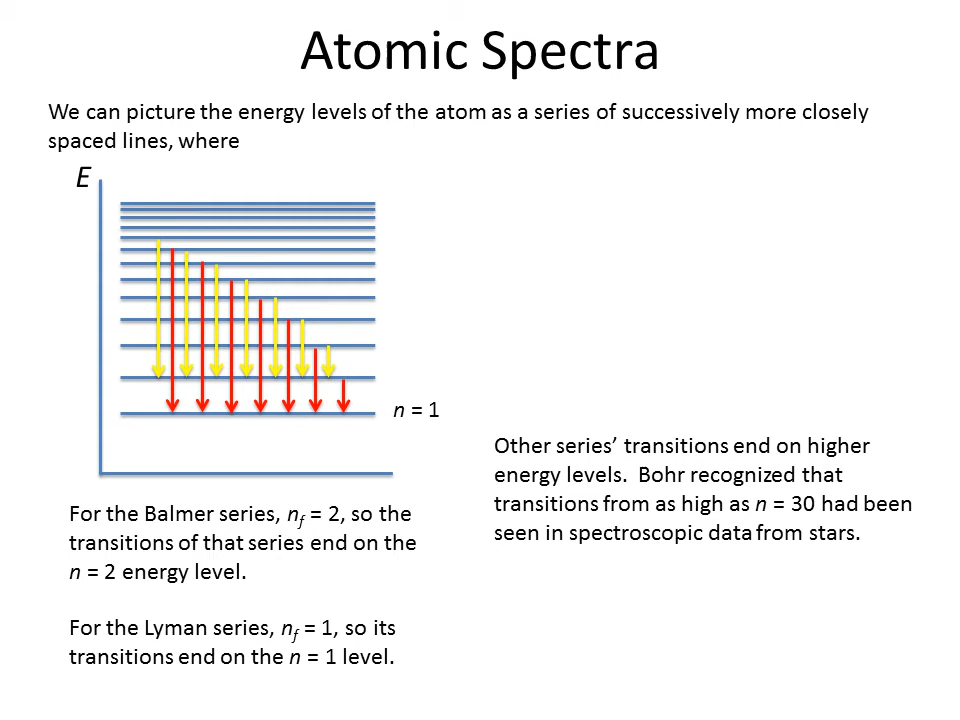 Atomic Spectra
We can picture the energy levels of the atom as a series of successively more closely
spaced lines, where
E
n = 1
Other series’ transitions end on higher
energy levels.  Bohr recognized that
transitions from as high as n = 30 had been
seen in spectroscopic data from stars.
For the Balmer series, nf = 2, so the
transitions of that series end on the
n = 2 energy level.
For the Lyman series, nf = 1, so its
transitions end on the n = 1 level.